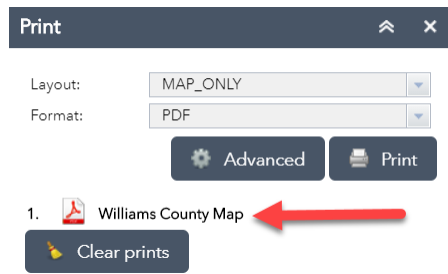 Print
Layout: MAP_ONLY
Format: PDF
Advanced Print
1. Williams County Map
Clear prints